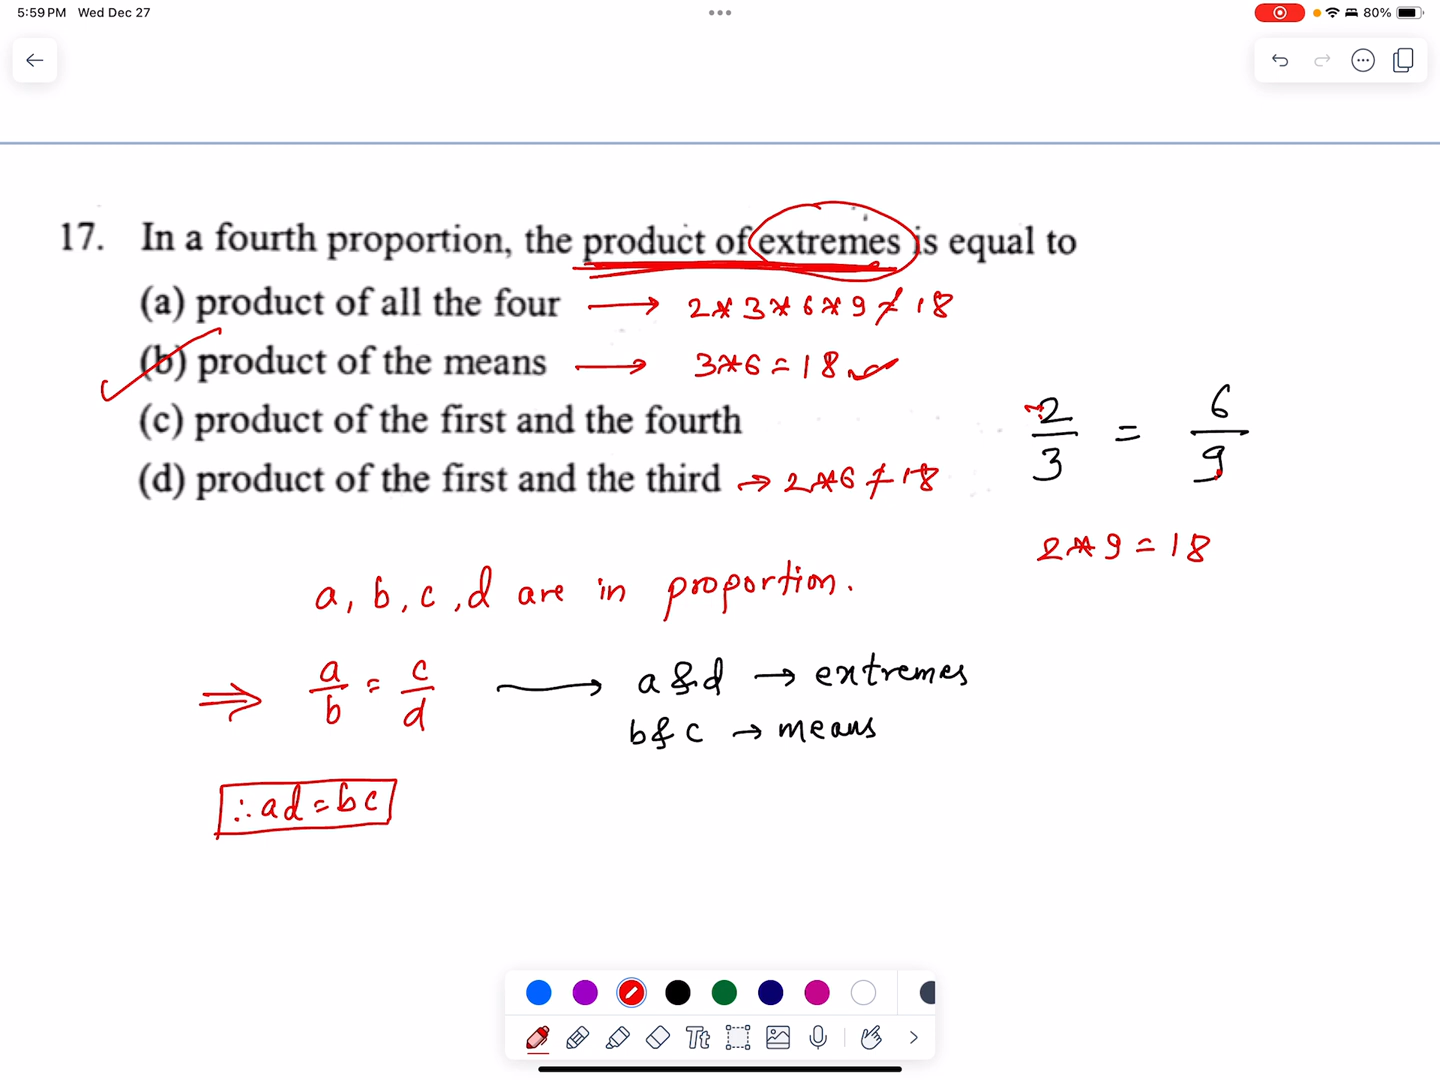 5:59 PM Wed Dec 27
80%
17. In a fourth proportion, the product of extremes is equal to
(a) product of all the four → 2*3*6*9 ≠ 18
(b) product of the means → 3*6 = 18 ✓
(c) product of the first and the fourth
(d) product of the first and the third → 2*6 ≠ 18
2/3 = 6/9
2*9 = 18
a, b, c, d are in proportion.
⇒ a/b = c/d → a & d → extremes
b & c → means
∴ ad = bc
Tt